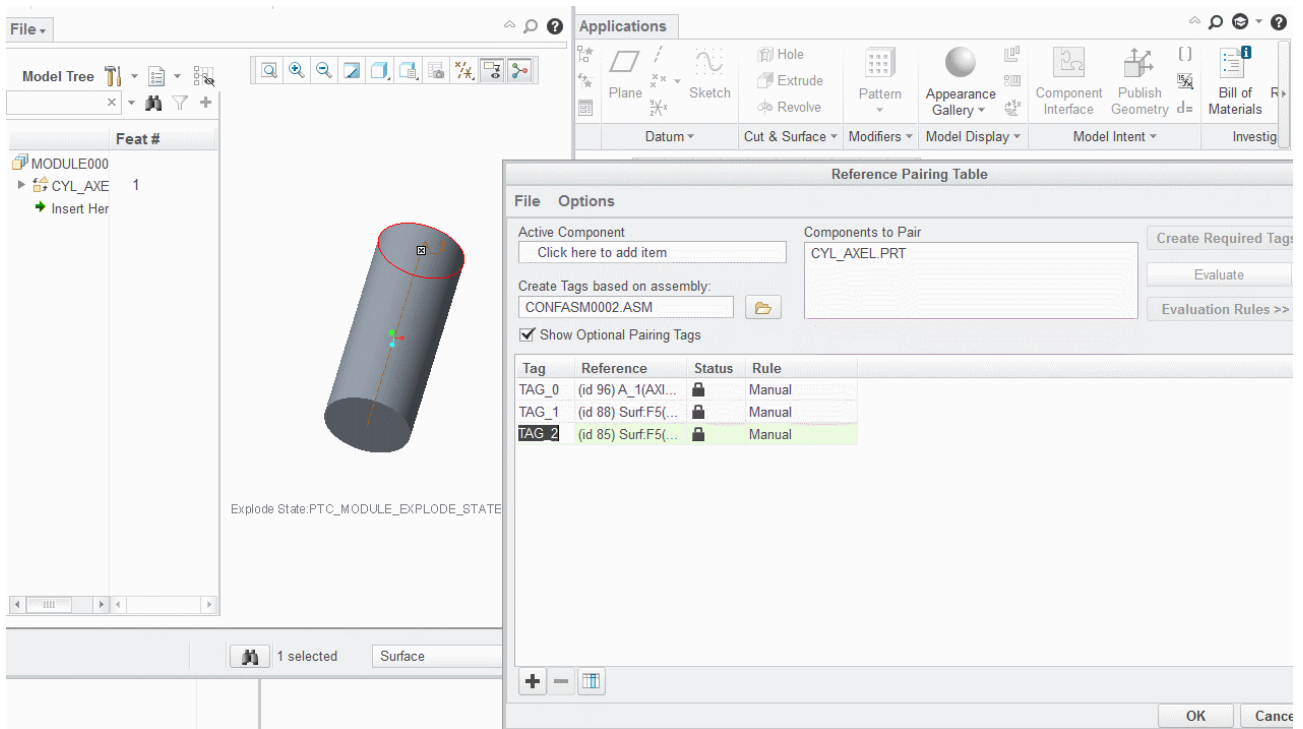 File
Model Tree
Feat #
MODULE000
CYL_AXE 1
Insert Her
Explode State:PTC_MODULE_EXPLODE_STATE
1 selected
Surface
Applications
Plane
Sketch
Hole
Extrude
Revolve
Pattern
Appearance
Gallery
Component
Interface
Publish
Geometry
d=
Bill of
Materials
R
Datum
Cut & Surface
Modifiers
Model Display
Model Intent
Investig
Reference Pairing Table
File Options
Active Component
Click here to add item
Components to Pair
CYL_AXEL.PRT
Create Required Tags
Evaluate
Evaluation Rules >>
Create Tags based on assembly:
CONFASM0002.ASM
Show Optional Pairing Tags
Tag Reference Status Rule
TAG_0 (id 96) A_1(AXI... Manual
TAG_1 (id 88) Surf:F5(... Manual
TAG_2 (id 85) Surf:F5(... Manual
OK
Cance